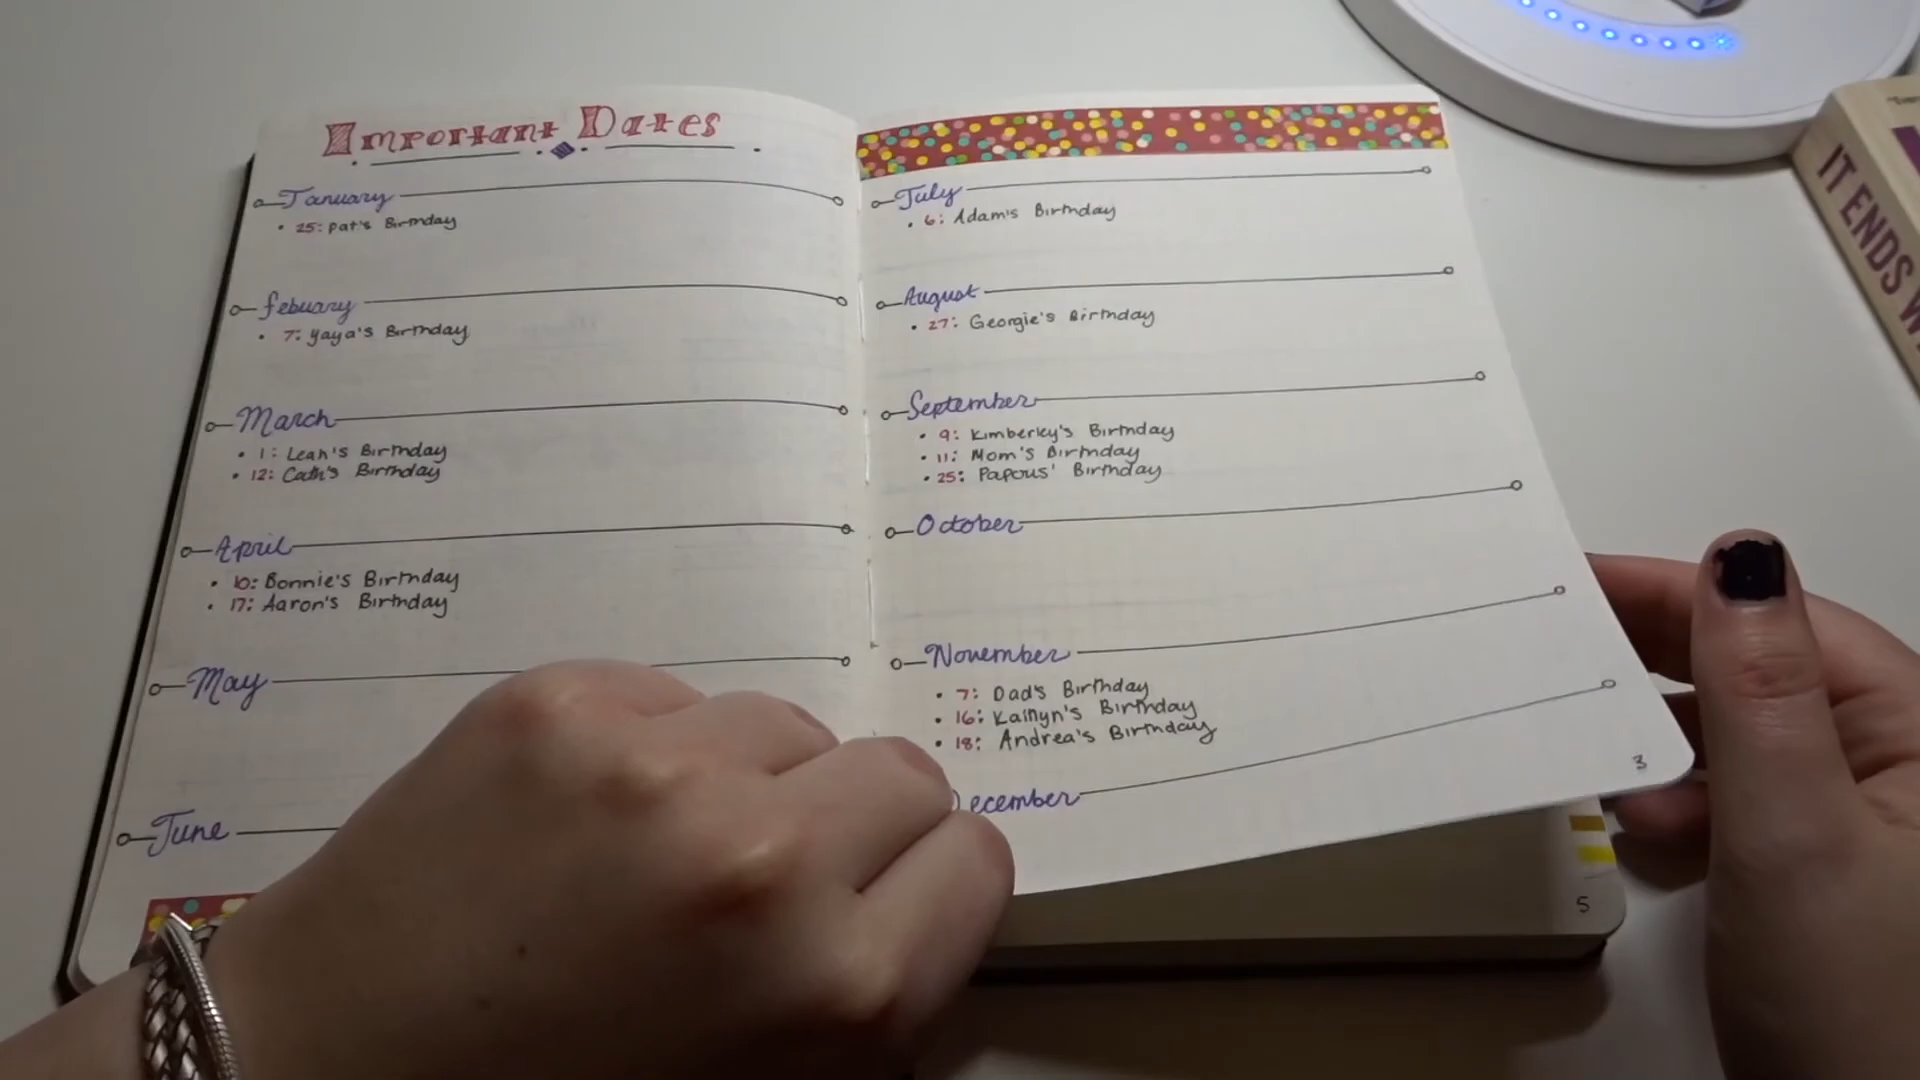 Important Dates
January
• 25: Pat's Birthday
Febuary
• 7: Yaya's Birthday
March
• 1: Leah's Birthday
• 12: Cath's Birthday
April
• 10: Bonnie's Birthday
• 17: Aaron's Birthday
May
June
July
• 6: Adam's Birthday
August
• 27: Georgie's Birthday
September
• 9: Kimberley's Birthday
• 11: Mom's Birthday
• 25: Papous' Birthday
October
November
• 7: Dad's Birthday
• 16: Kaitlyn's Birthday
• 18: Andrea's Birthday
December
3
5
IT ENDS